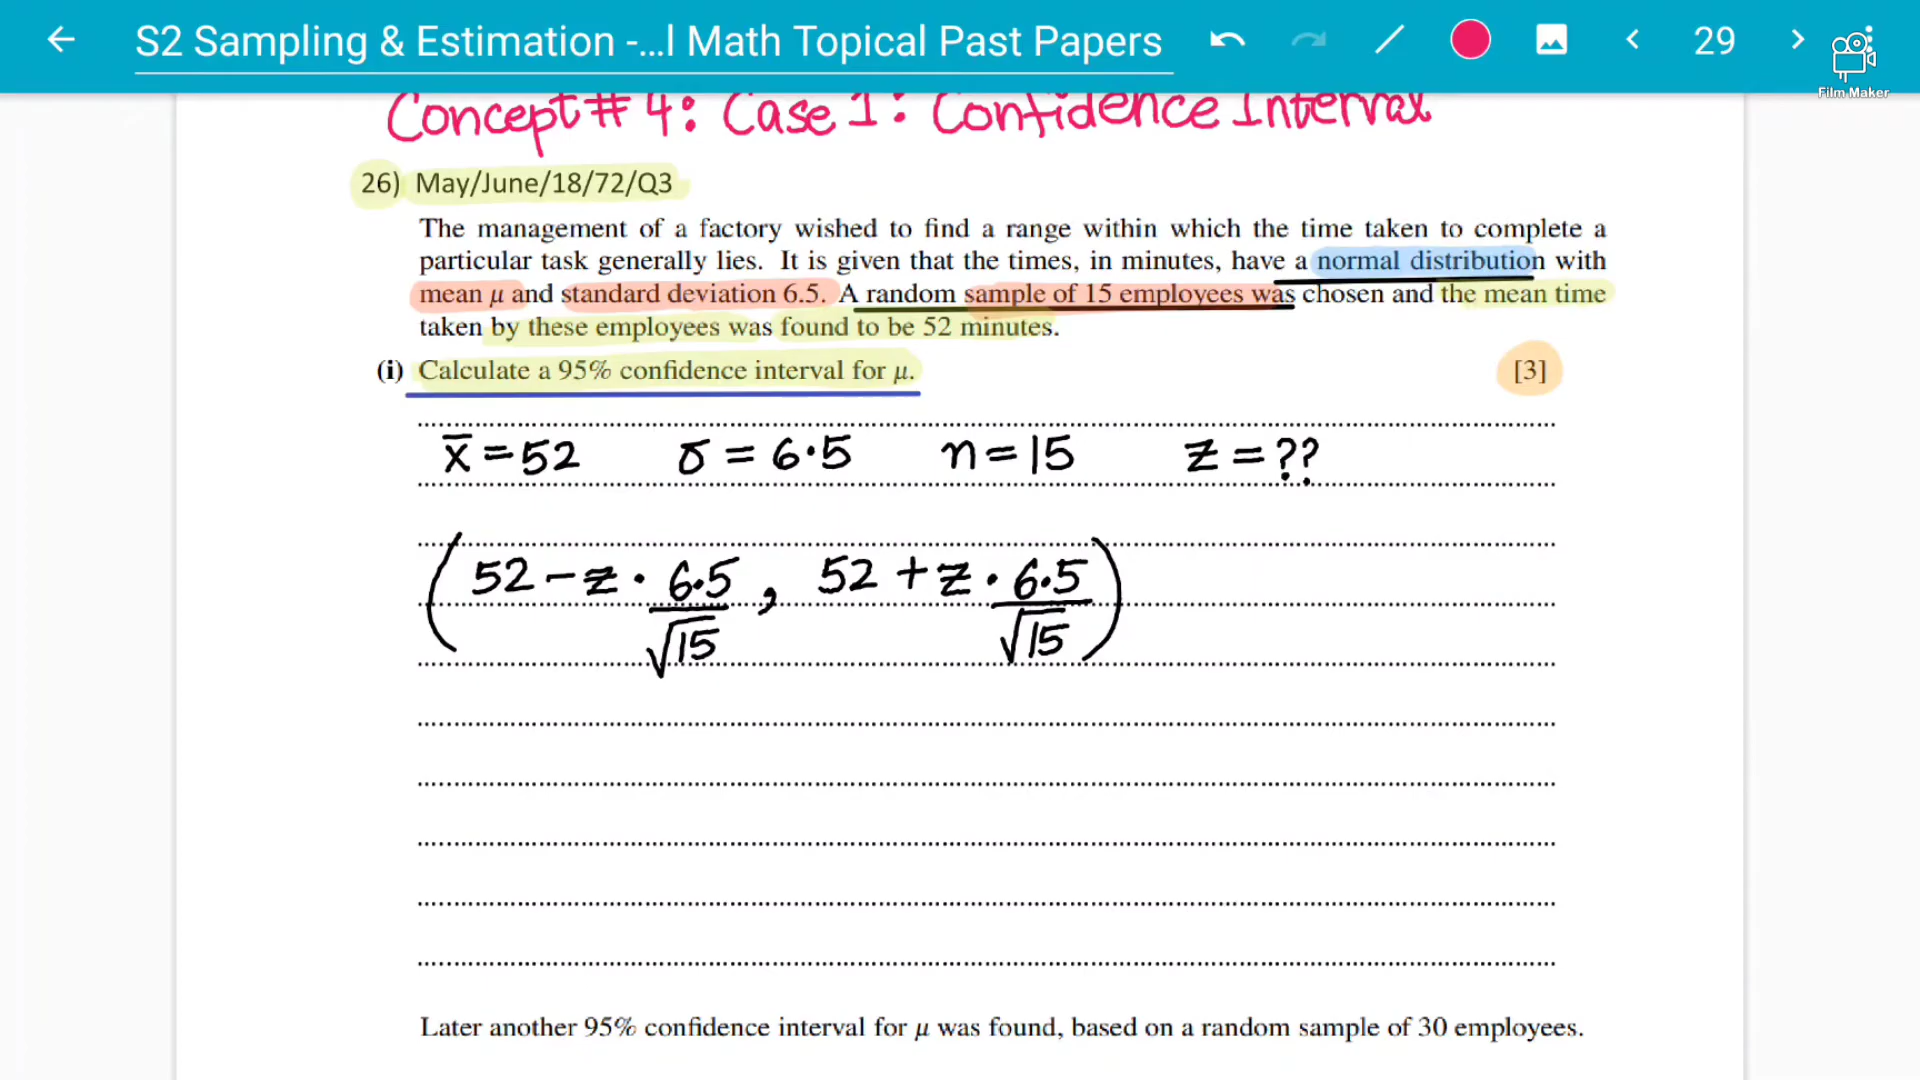 S2 Sampling & Estimation -...l Math Topical Past Papers
29
Film Maker
Concept # 4: Case 1: Confidence Interval
26) May/June/18/72/Q3
The management of a factory wished to find a range within which the time taken to complete a
particular task generally lies. It is given that the times, in minutes, have a normal distribution with
mean μ and standard deviation 6.5. A random sample of 15 employees was chosen and the mean time
taken by these employees was found to be 52 minutes.
(i) Calculate a 95% confidence interval for μ. [3]
x̄ = 52 σ = 6.5 n = 15 z = ??
(52 - z · 6.5/√15 , 52 + z · 6.5/√15)
Later another 95% confidence interval for μ was found, based on a random sample of 30 employees.